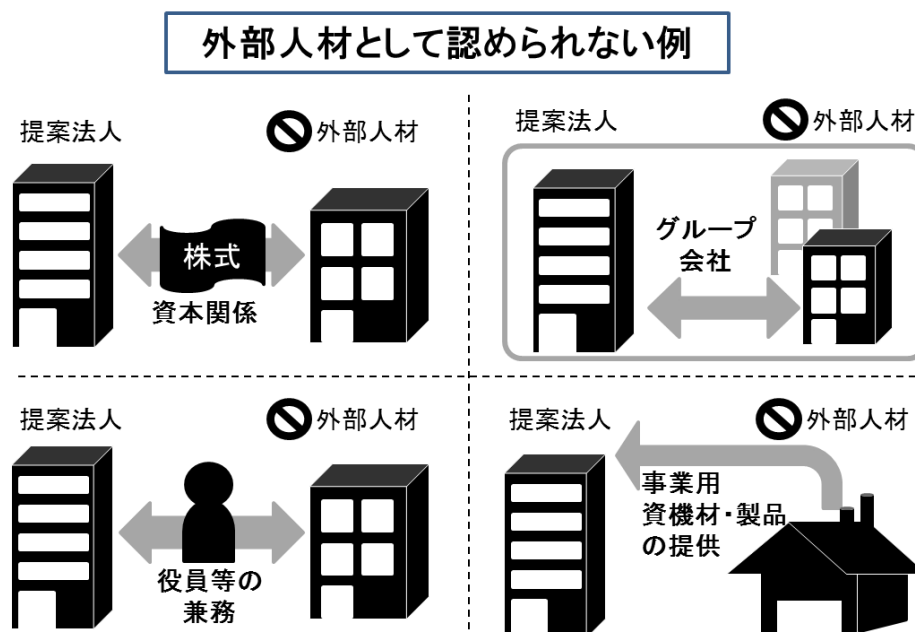 外部人材として認められない例
提案法人
外部人材
株式
資本関係
提案法人
外部人材
グループ
会社
提案法人
外部人材
役員等の
兼務
提案法人
外部人材
事業用
資機材・製品
の提供